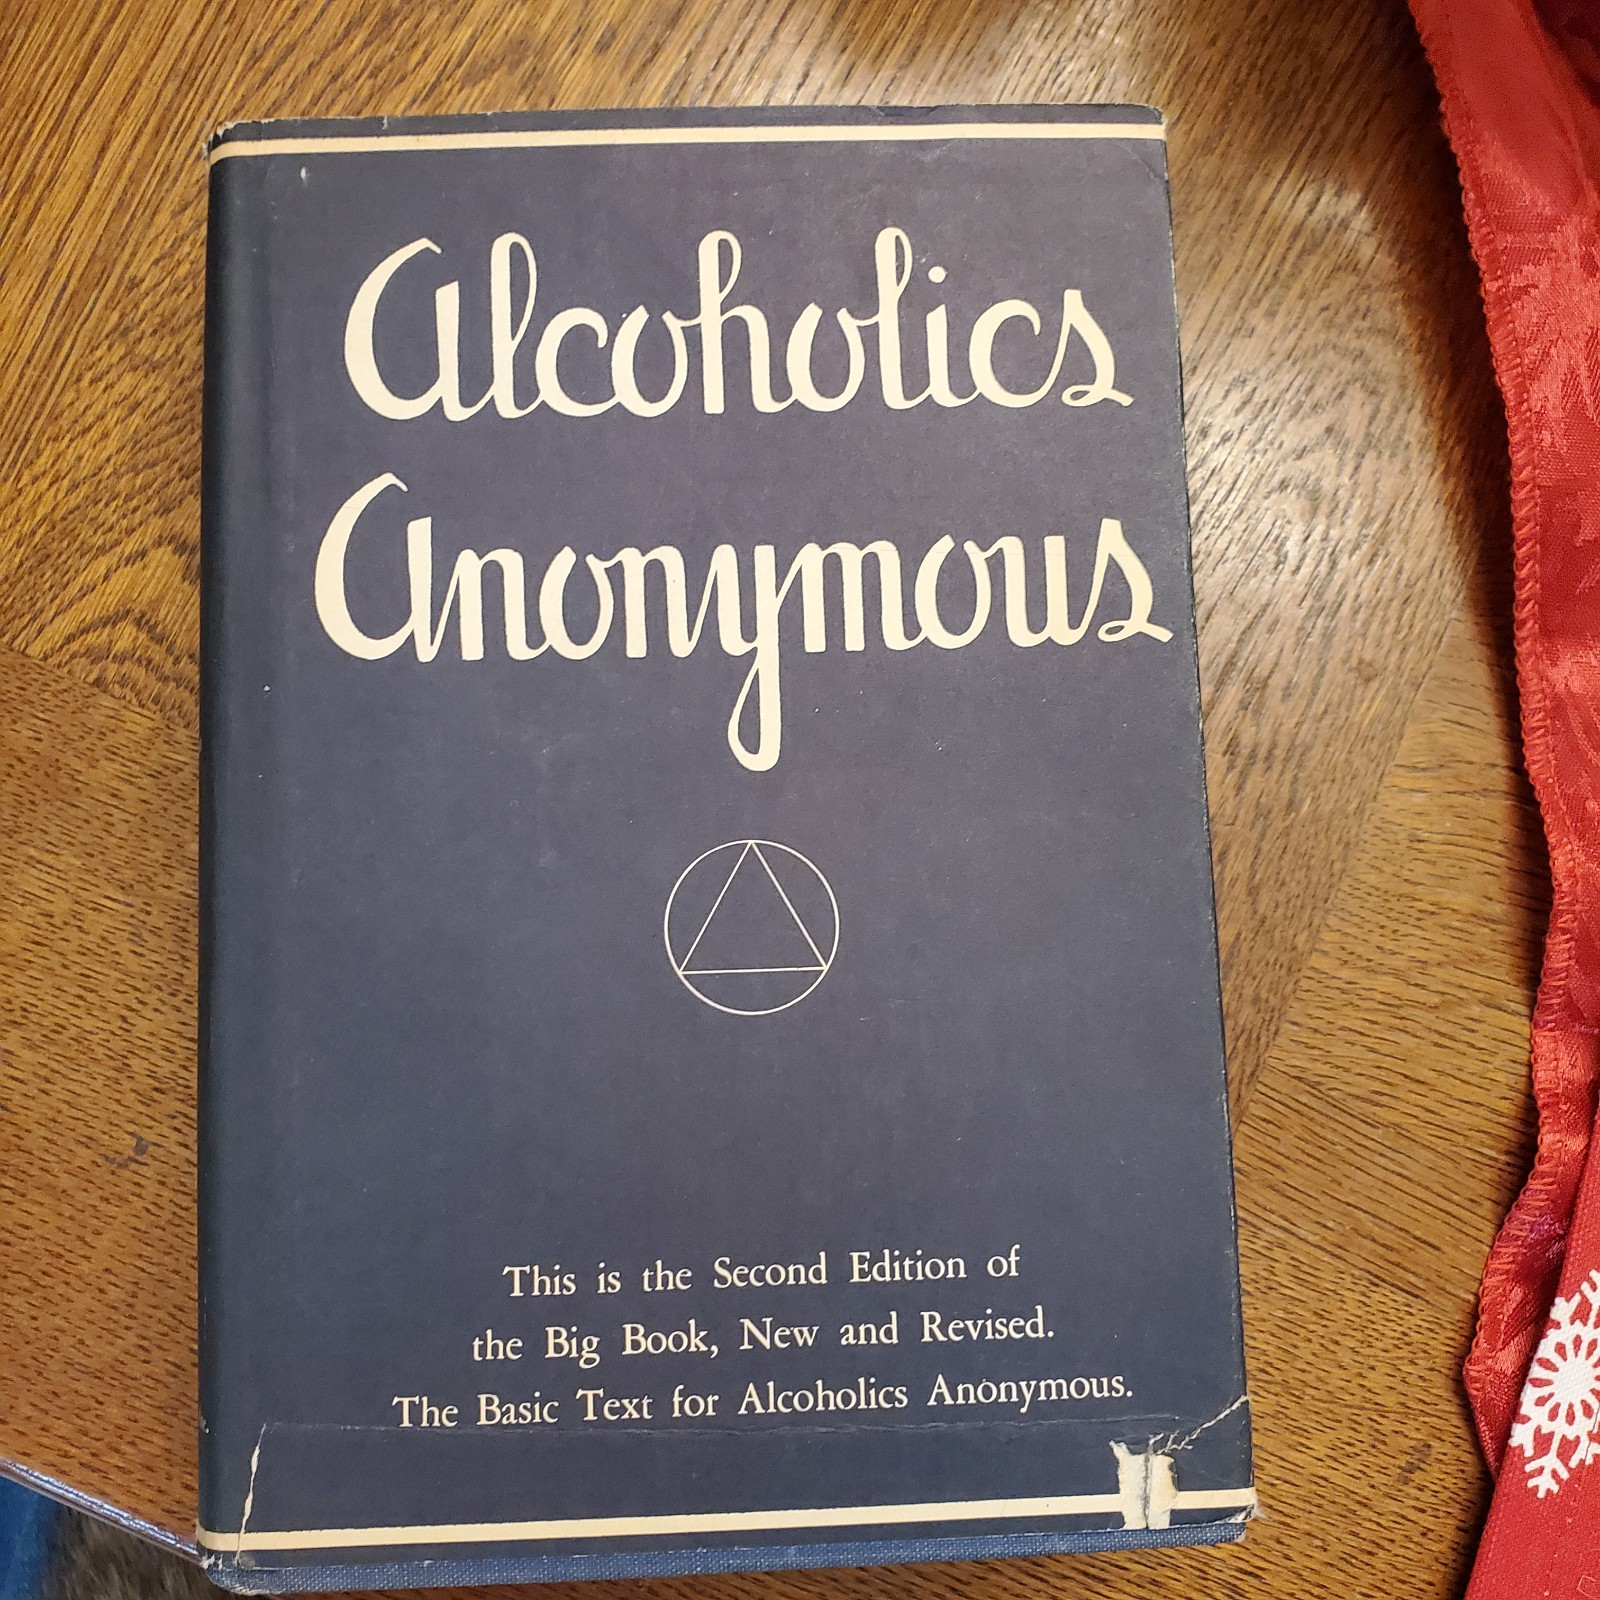 Alcoholics
Anonymous
This is the Second Edition of
the Big Book, New and Revised.
The Basic Text for Alcoholics Anonymous.